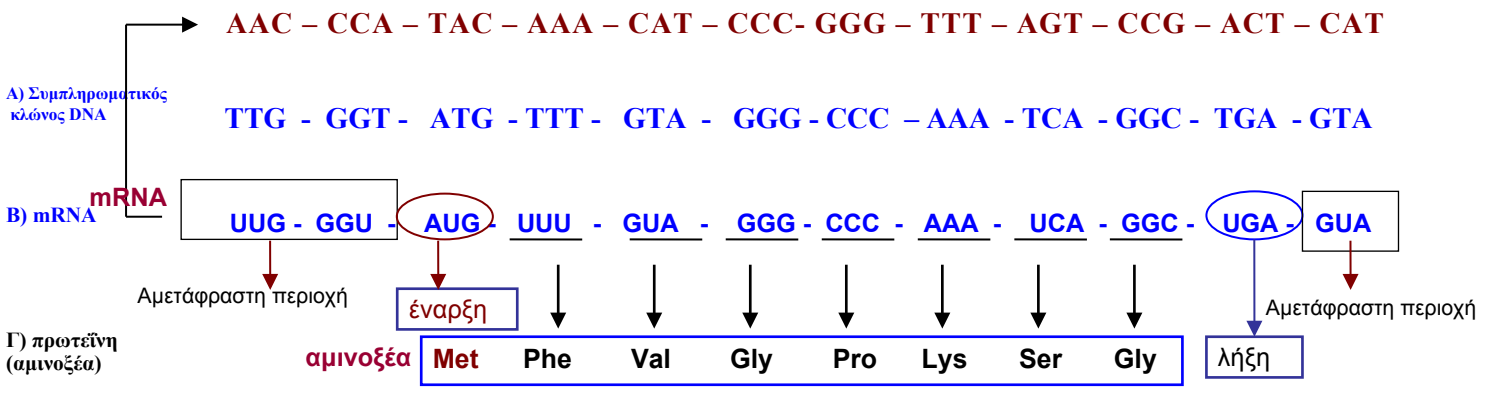 AAC – CCA – TAC – AAA – CAT – CCC- GGG – TTT – AGT – CCG – ACT – CAT
Α) Συμπληρωματικός
κλώνος DNA
TTG - GGT - ATG - TTT - GTA - GGG - CCC – AAA - TCA - GGC - TGA - GTA
mRNA
Β) mRNA
UUG - GGU - AUG - UUU - GUA - GGG - CCC - AAA - UCA - GGC - UGA - GUA
Αμετάφραστη περιοχή
έναρξη
Αμετάφραστη περιοχή
Γ) πρωτεΐνη
(αμινοξέα)
αμινοξέα Met Phe Val Gly Pro Lys Ser Gly
λήξη